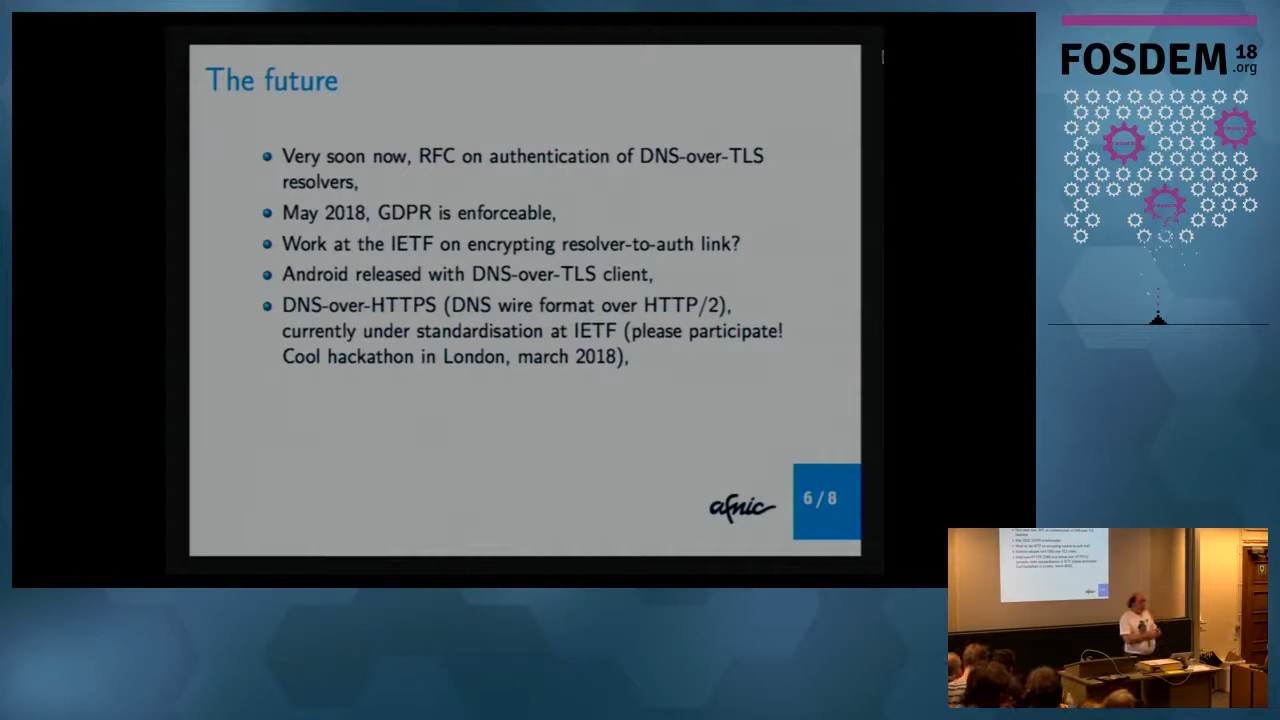 The future
Very soon now, RFC on authentication of DNS-over-TLS
resolvers,
May 2018, GDPR is enforceable,
Work at the IETF on encrypting resolver-to-auth link?
Android released with DNS-over-TLS client,
DNS-over-HTTPS (DNS wire format over HTTP/2),
currently under standardisation at IETF (please participate!
Cool hackathon in London, march 2018),
afnic
6 / 8
FOSDEM 18
.org